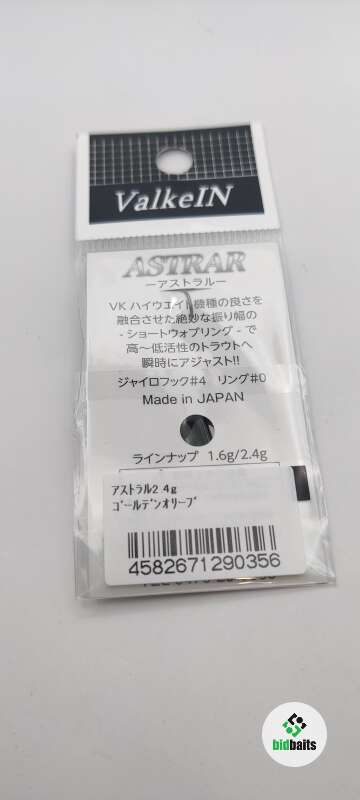 ValkeIN
ASTRAR
ーアストラルー
VKハイウエイト機種の良さを
融合させた絶妙な振り幅の
- ショートウォブリング - で
高〜低活性のトラウトへ
瞬時にアジャスト!!
ジャイロフック#4 リング#0
Made in JAPAN
ラインナップ 1.6g/2.4g
ｱｽﾄﾗﾙ2.4g
ｺﾞｰﾙﾃﾞﾝｵﾘｰﾌﾞ
4582671290356
bidbaits